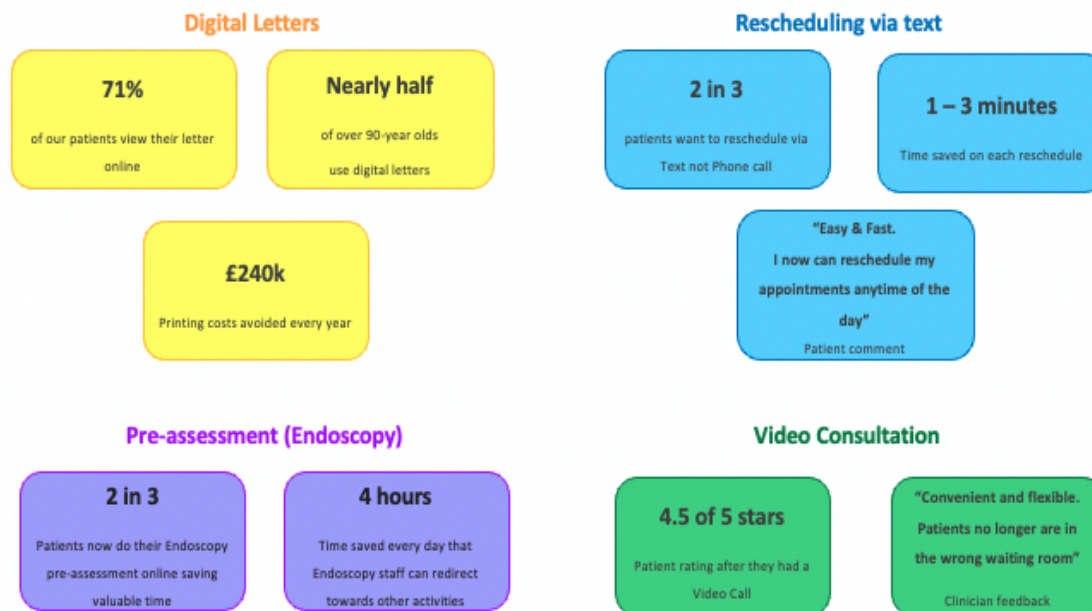 Digital Letters
71%
of our patients view their letter
online
Nearly half
of over 90-year olds
use digital letters
£240k
Printing costs avoided every year
Rescheduling via text
2 in 3
patients want to reschedule via
Text not Phone call
1 – 3 minutes
Time saved on each reschedule
"Easy & Fast.
I now can reschedule my
appointments anytime of the
day"
Patient comment
Pre-assessment (Endoscopy)
2 in 3
Patients now do their Endoscopy
pre-assessment online saving
valuable time
4 hours
Time saved every day that
Endoscopy staff can redirect
towards other activities
Video Consultation
4.5 of 5 stars
Patient rating after they had a
Video Call
"Convenient and flexible.
Patients no longer are in
the wrong waiting room"
Clinician feedback